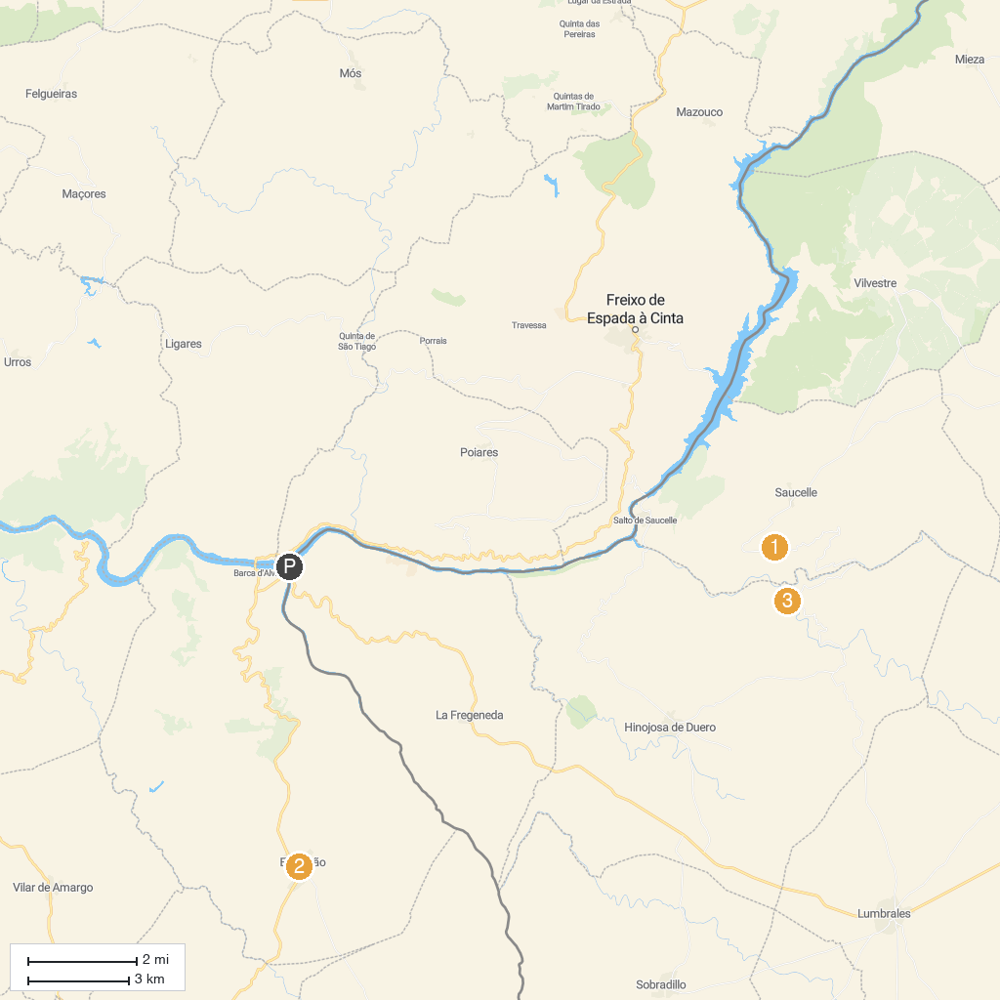 Lugar da Estrada
Quinta das
Pereiras
Mós
Mieza
Felgueiras
Quintas de
Martim Tirado
Mazouco
Maçores
Vilvestre
Freixo de
Espada à Cinta
Travessa
Quinta de
São Tiago
Porrais
Ligares
Urros
Poiares
Saucelle
Salto de Saucelle
1
P
Barca d'Alv
3
La Fregeneda
Hinojosa de Duero
2
Vilar de Amargo
Lumbrales
2 mi
3 km
Sobradillo